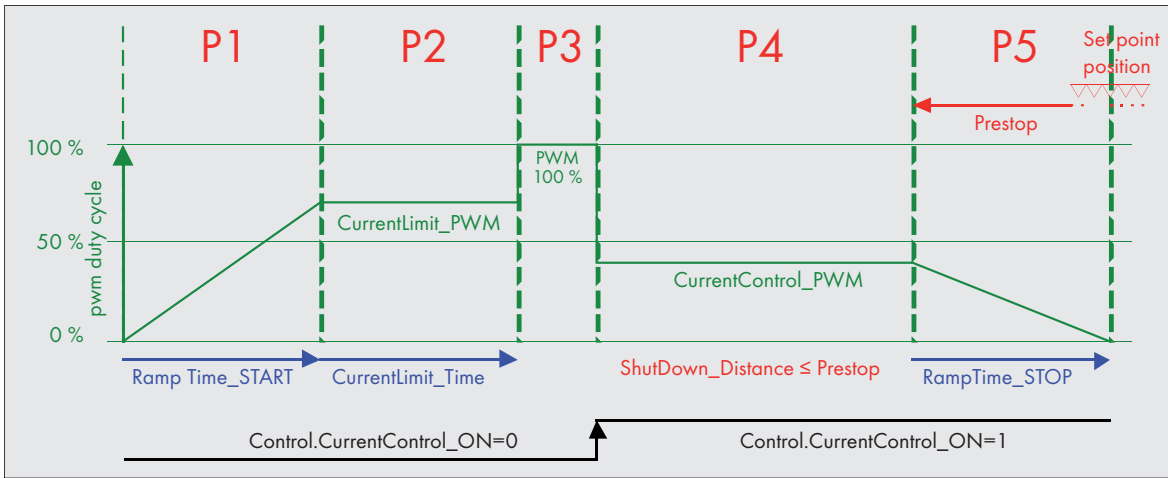 P1
P2
P3
P4
P5
Set point
position
Prestop
100 %
PWM
100 %
CurrentLimit_PWM
50 %
pwm duty cycle
CurrentControl_PWM
0 %
Ramp Time_START
CurrentLimit_Time
ShutDown_Distance ≤ Prestop
RampTime_STOP
Control.CurrentControl_ON=0
Control.CurrentControl_ON=1